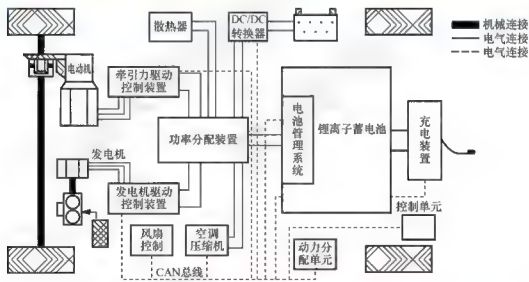 散热器
DC/DC
转换器
机械连接
电气连接
电气连接
电动机
牵引力驱动
控制装置
功率分配装置
电池管理系统
锂离子蓄电池
充电装置
发电机
发电机驱动
控制装置
风扇
控制
空调
压缩机
动力分
配单元
控制单元
CAN总线